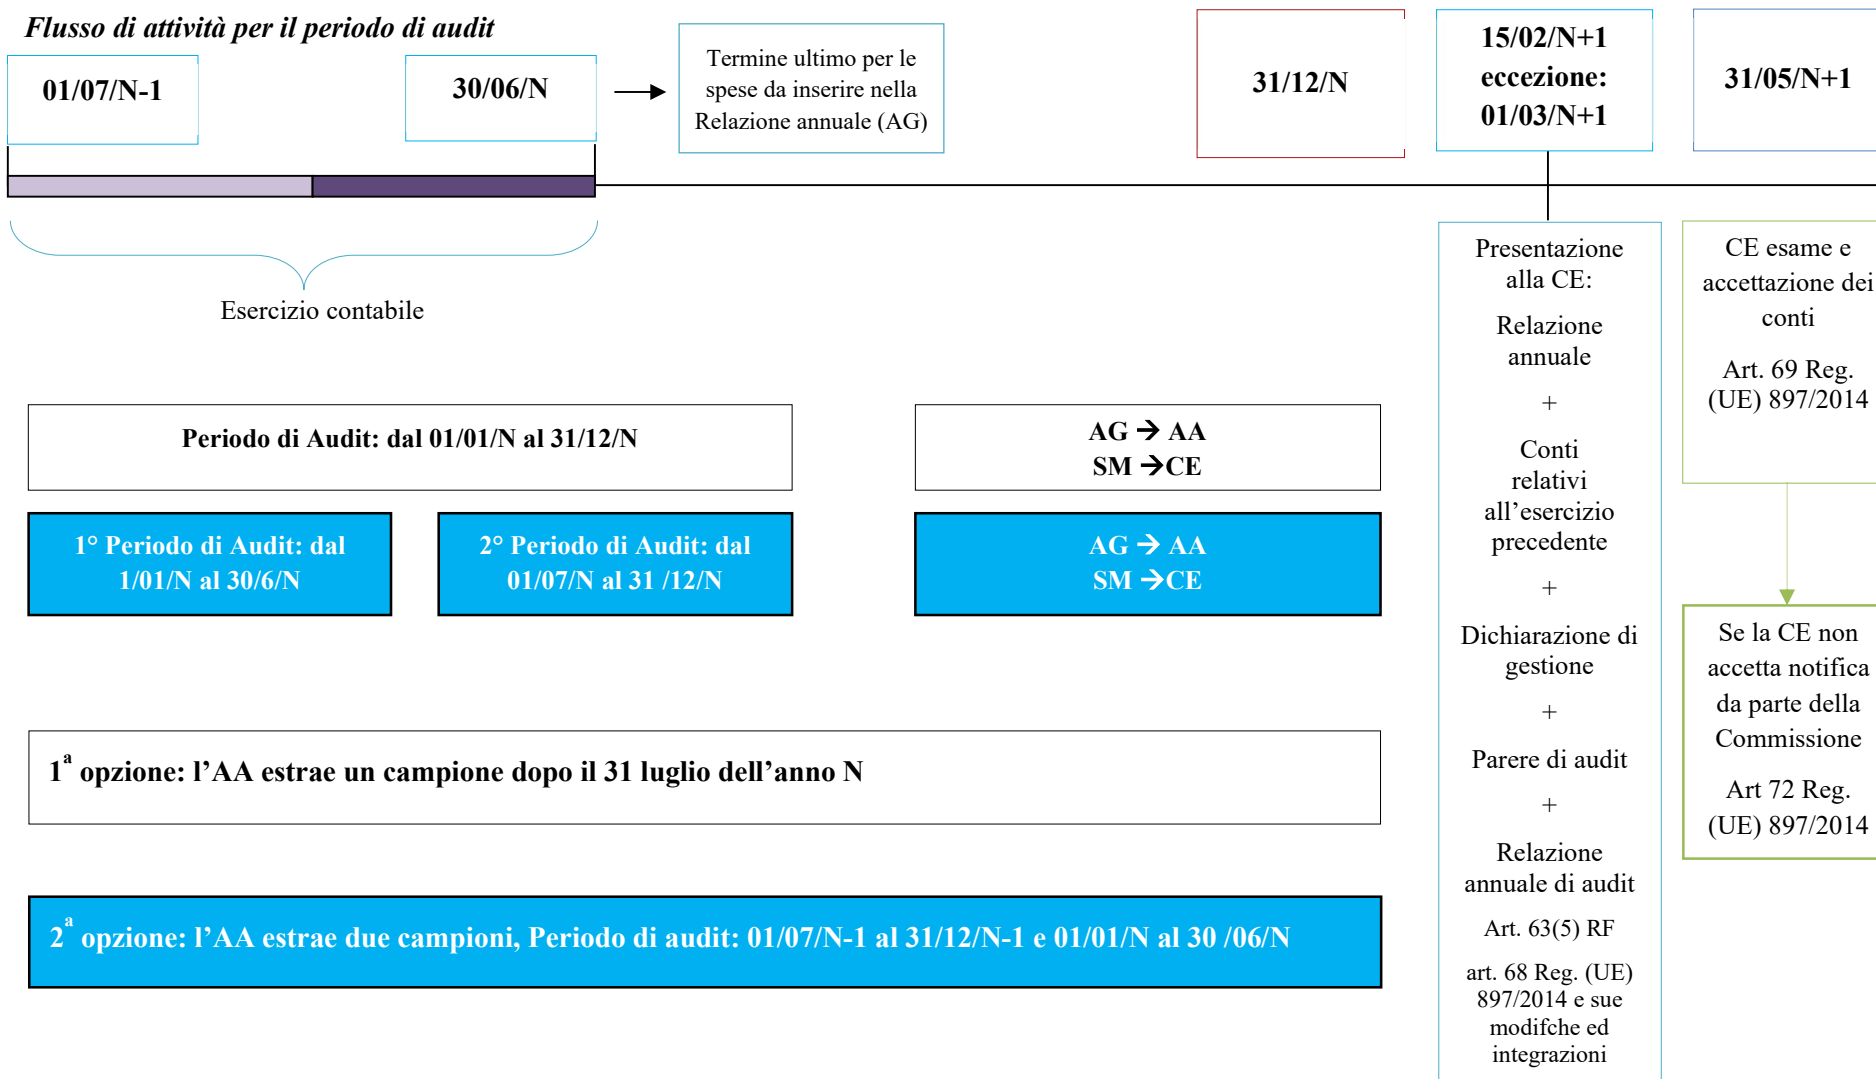 Flusso di attività per il periodo di audit
01/07/N-1
30/06/N
Termine ultimo per le
spese da inserire nella
Relazione annuale (AG)
31/12/N
15/02/N+1
eccezione:
01/03/N+1
31/05/N+1
Esercizio contabile
Periodo di Audit: dal 01/01/N al 31/12/N
AG → AA
SM →CE
1° Periodo di Audit: dal
1/01/N al 30/6/N
2° Periodo di Audit: dal
01/07/N al 31 /12/N
AG → AA
SM →CE
1ª opzione: l’AA estrae un campione dopo il 31 luglio dell’anno N
2ª opzione: l’AA estrae due campioni, Periodo di audit: 01/07/N-1 al 31/12/N-1 e 01/01/N al 30 /06/N
Presentazione
alla CE:
Relazione
annuale
+
Conti
relativi
all’esercizio
precedente
+
Dichiarazione di
gestione
+
Parere di audit
+
Relazione
annuale di audit
Art. 63(5) RF
art. 68 Reg. (UE)
897/2014 e sue
modifche ed
integrazioni
CE esame e
accettazione dei
conti
Art. 69 Reg.
(UE) 897/2014
Se la CE non
accetta notifica
da parte della
Commissione
Art 72 Reg.
(UE) 897/2014